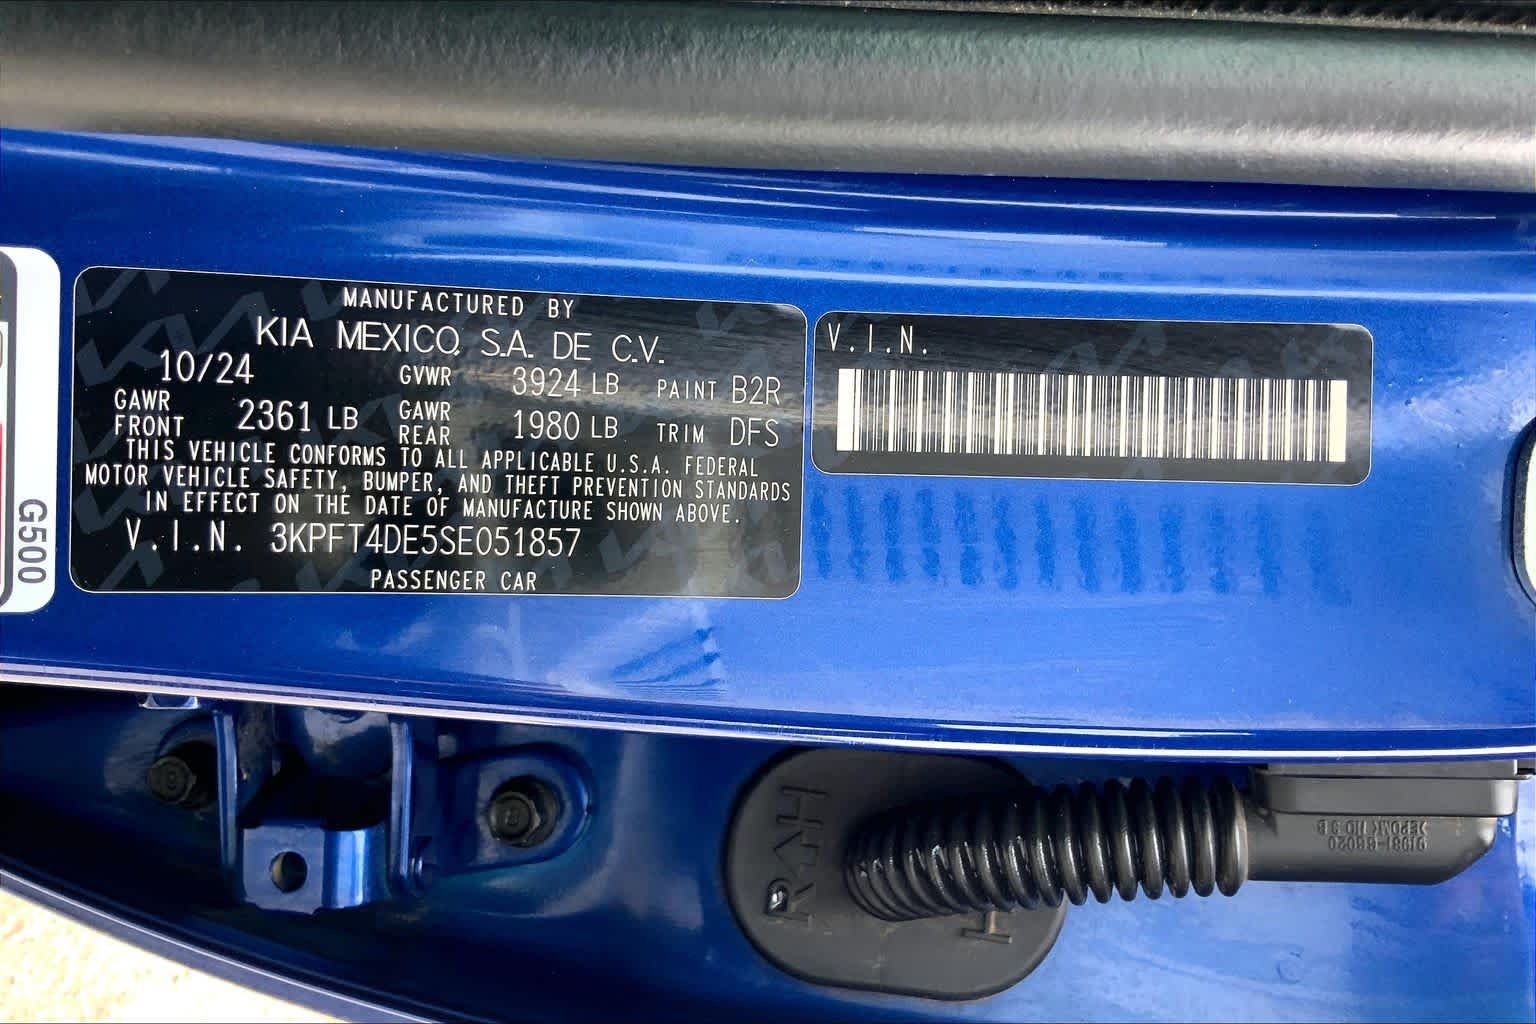 MANUFACTURED BY
KIA MEXICO, S.A. DE C.V.
10/24 GVWR 3924 LB PAINT B2R
GAWR FRONT 2361 LB GAWR REAR 1980 LB TRIM DFS
THIS VEHICLE CONFORMS TO ALL APPLICABLE U.S.A. FEDERAL
MOTOR VEHICLE SAFETY, BUMPER, AND THEFT PREVENTION STANDARDS
IN EFFECT ON THE DATE OF MANUFACTURE SHOWN ABOVE.
V.I.N. 3KPFT4DE5SE051857
PASSENGER CAR
V.I.N.
G500
91981-G6020